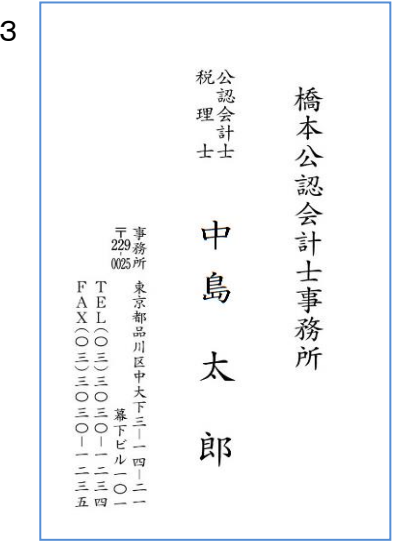 3
橋本公認会計士事務所
公認会計士
税理士
中島 太郎
事務所 東京都品川区中大下三―一四―二一
〒229-0025 幕下ビル一〇一
TEL(〇三)三〇三〇―一二三四
FAX(〇三)三〇三〇―一二三五